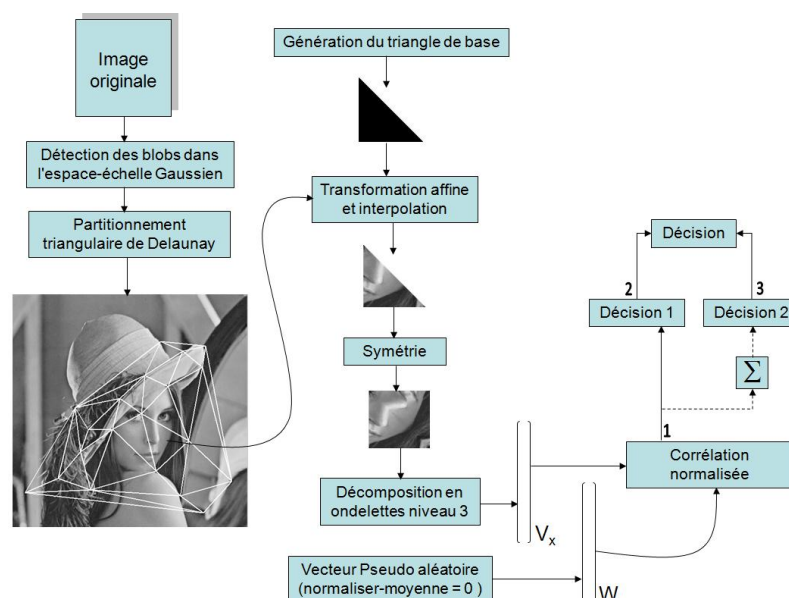 Image
originale
Détection des blobs dans
l'espace-échelle Gaussien
Partitionnement
triangulaire de Delaunay
Génération du triangle de base
Transformation affine
et interpolation
Symétrie
Décomposition en
ondelettes niveau 3
Vecteur Pseudo aléatoire
(normaliser-moyenne = 0 )
Vx
W
Décision
2
3
Décision 1
Décision 2
Σ
1
Corrélation
normalisée